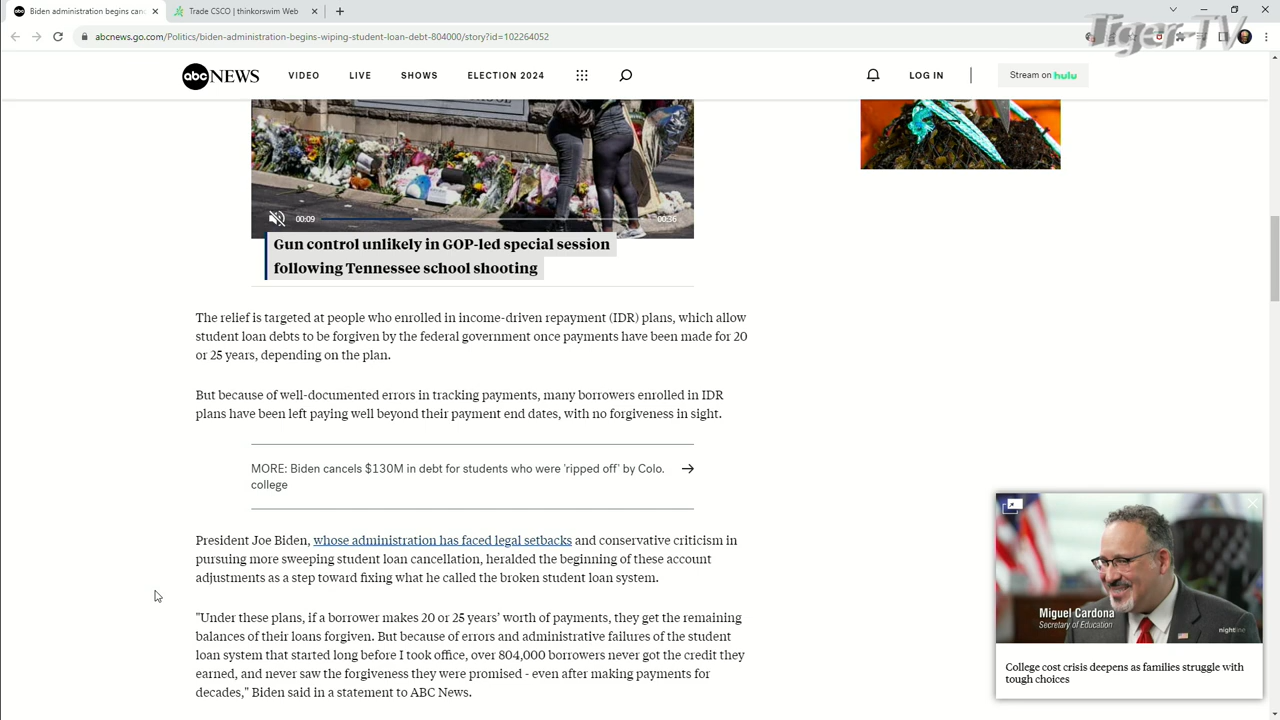 Biden administration begins can
Trade CSCO | thinkorswim Web
Tiger-TV
abcnews.go.com/Politics/biden-administration-begins-wiping-student-loan-debt-804000/story?id=102264052
abc NEWS
VIDEO
LIVE
SHOWS
ELECTION 2024
LOG IN
Stream on hulu
00:09
00:36
Gun control unlikely in GOP-led special session
following Tennessee school shooting
The relief is targeted at people who enrolled in income-driven repayment (IDR) plans, which allow
student loan debts to be forgiven by the federal government once payments have been made for 20
or 25 years, depending on the plan.
But because of well-documented errors in tracking payments, many borrowers enrolled in IDR
plans have been left paying well beyond their payment end dates, with no forgiveness in sight.
MORE: Biden cancels $130M in debt for students who were 'ripped off' by Colo.
college
President Joe Biden, whose administration has faced legal setbacks and conservative criticism in
pursuing more sweeping student loan cancellation, heralded the beginning of these account
adjustments as a step toward fixing what he called the broken student loan system.
"Under these plans, if a borrower makes 20 or 25 years’ worth of payments, they get the remaining
balances of their loans forgiven. But because of errors and administrative failures of the student
loan system that started long before I took office, over 804,000 borrowers never got the credit they
earned, and never saw the forgiveness they were promised - even after making payments for
decades," Biden said in a statement to ABC News.
Miguel Cardona
Secretary of Education
nightline
College cost crisis deepens as families struggle with
tough choices